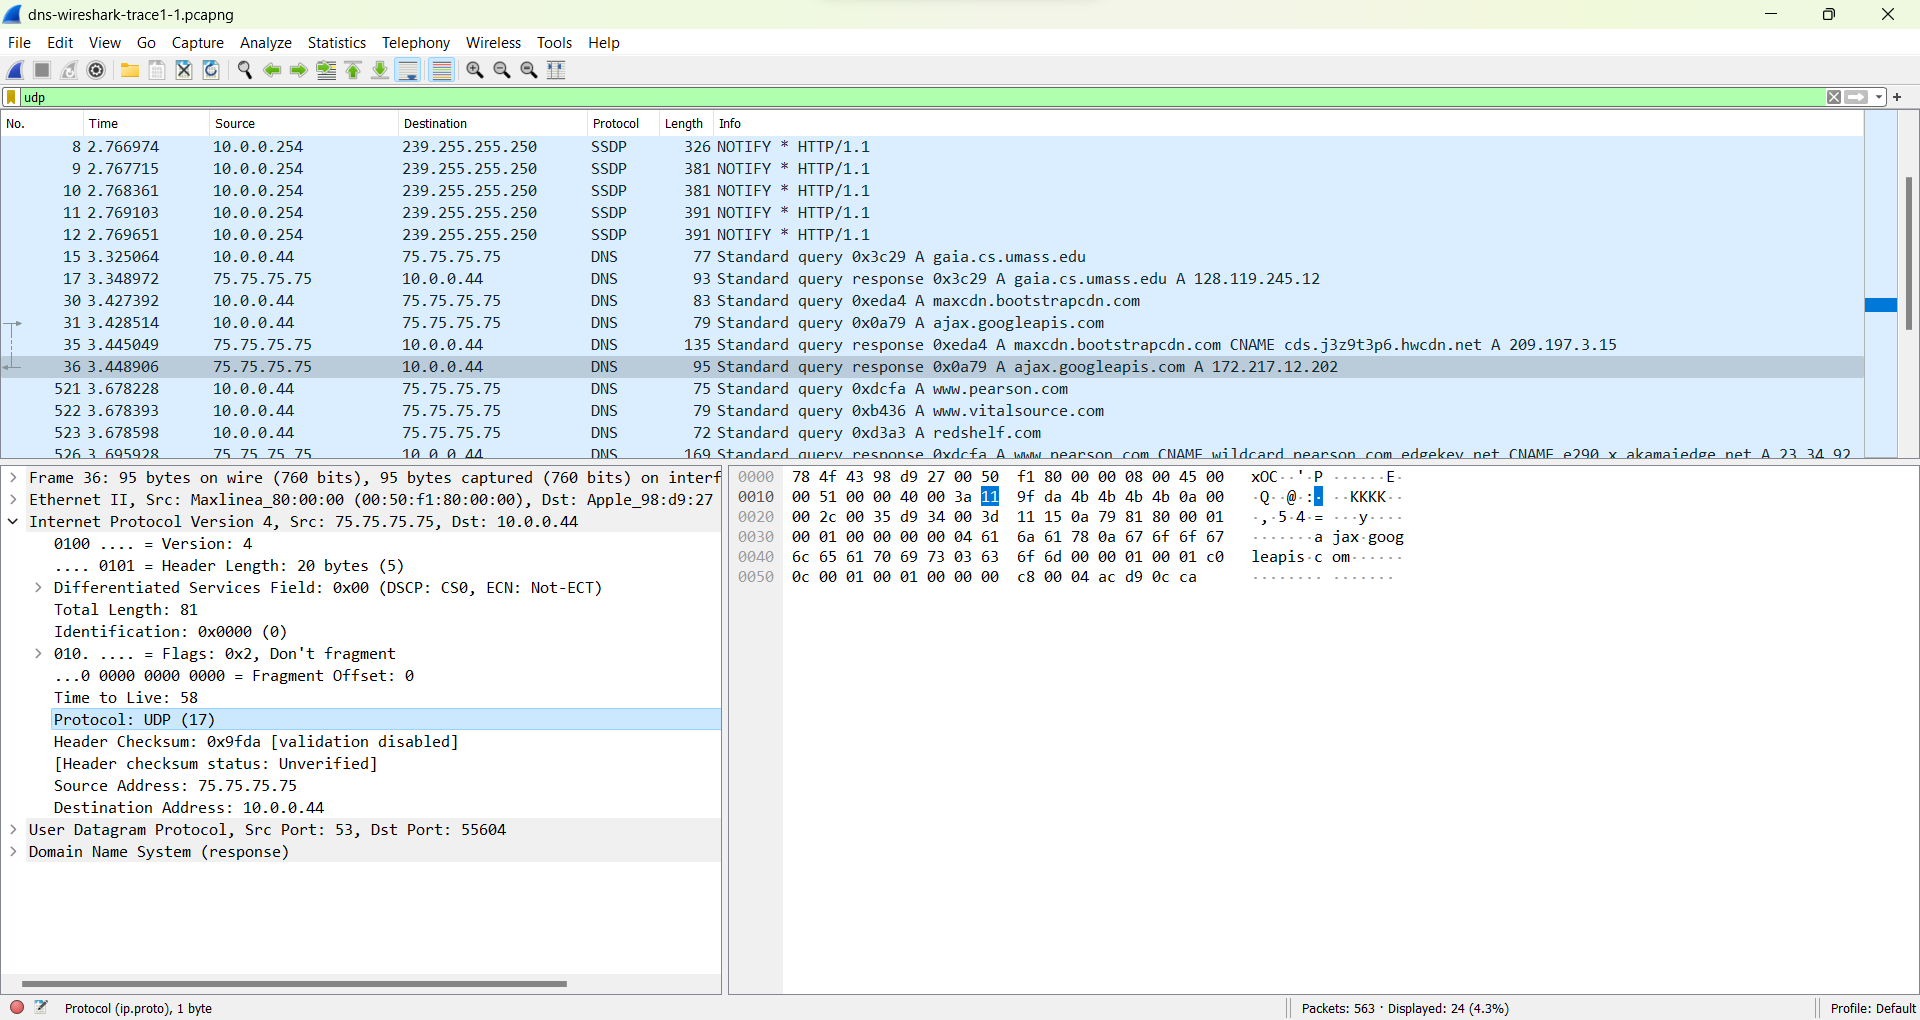 dns-wireshark-trace1-1.pcapng
File Edit View Go Capture Analyze Statistics Telephony Wireless Tools Help
udp
No. Time Source Destination Protocol Length Info
8 2.766974 10.0.0.254 239.255.255.250 SSDP 326 NOTIFY * HTTP/1.1
9 2.767715 10.0.0.254 239.255.255.250 SSDP 381 NOTIFY * HTTP/1.1
10 2.768361 10.0.0.254 239.255.255.250 SSDP 381 NOTIFY * HTTP/1.1
11 2.769103 10.0.0.254 239.255.255.250 SSDP 391 NOTIFY * HTTP/1.1
12 2.769651 10.0.0.254 239.255.255.250 SSDP 391 NOTIFY * HTTP/1.1
15 3.325064 10.0.0.44 75.75.75.75 DNS 77 Standard query 0x3c29 A gaia.cs.umass.edu
17 3.348972 75.75.75.75 10.0.0.44 DNS 93 Standard query response 0x3c29 A gaia.cs.umass.edu A 128.119.245.12
30 3.427392 10.0.0.44 75.75.75.75 DNS 83 Standard query 0xeda4 A maxcdn.bootstrapcdn.com
31 3.428514 10.0.0.44 75.75.75.75 DNS 79 Standard query 0x0a79 A ajax.googleapis.com
35 3.445049 75.75.75.75 10.0.0.44 DNS 135 Standard query response 0xeda4 A maxcdn.bootstrapcdn.com CNAME cds.j3z9t3p6.hwcdn.net A 209.197.3.15
36 3.448906 75.75.75.75 10.0.0.44 DNS 95 Standard query response 0x0a79 A ajax.googleapis.com A 172.217.12.202
521 3.678228 10.0.0.44 75.75.75.75 DNS 75 Standard query 0xdcfa A www.pearson.com
522 3.678393 10.0.0.44 75.75.75.75 DNS 79 Standard query 0xb436 A www.vitalsource.com
523 3.678598 10.0.0.44 75.75.75.75 DNS 72 Standard query 0xd3a3 A redshelf.com
526 3.695928 75.75.75.75 10.0.0.44 DNS 169 Standard query response 0xdcfa A www.pearson.com CNAME wildcard.pearson.com.edgekey.net CNAME e290.x.akamaiedge.net A 23.34.92
Frame 36: 95 bytes on wire (760 bits), 95 bytes captured (760 bits) on interf
Ethernet II, Src: Maxlinea_80:00:00 (00:50:f1:80:00:00), Dst: Apple_98:d9:27
Internet Protocol Version 4, Src: 75.75.75.75, Dst: 10.0.0.44
0100 .... = Version: 4
.... 0101 = Header Length: 20 bytes (5)
Differentiated Services Field: 0x00 (DSCP: CS0, ECN: Not-ECT)
Total Length: 81
Identification: 0x0000 (0)
010. .... = Flags: 0x2, Don't fragment
...0 0000 0000 0000 = Fragment Offset: 0
Time to Live: 58
Protocol: UDP (17)
Header Checksum: 0x9fda [validation disabled]
[Header checksum status: Unverified]
Source Address: 75.75.75.75
Destination Address: 10.0.0.44
User Datagram Protocol, Src Port: 53, Dst Port: 55604
Domain Name System (response)
0000 78 4f 43 98 d9 27 00 50 f1 80 00 00 08 00 45 00 xOC··'·P ······E·
0010 00 51 00 00 40 00 3a 11 9f da 4b 4b 4b 4b 0a 00 ·Q··@·:· ··KKKK··
0020 00 2c 00 35 d9 34 00 3d 11 15 0a 79 81 80 00 01 ·,·5·4·= ···y····
0030 00 01 00 00 00 00 04 61 6a 61 78 0a 67 6f 6f 67 ·······a jax·goog
0040 6c 65 61 70 69 73 03 63 6f 6d 00 00 01 00 01 c0 leapis·c om······
0050 0c 00 01 00 01 00 00 00 c8 00 04 ac d9 0c ca ········ ·······
Protocol (ip.proto), 1 byte
Packets: 563 · Displayed: 24 (4.3%)
Profile: Default